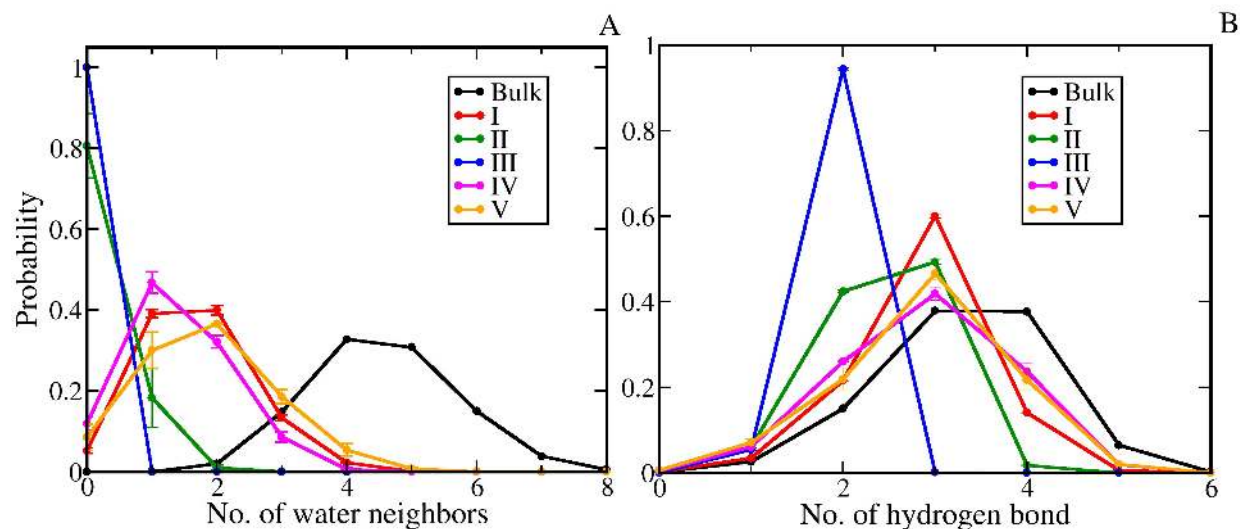 A
B
1
0.8
0.6
0.4
0.2
0
Probability
Bulk
I
II
III
IV
V
0 2 4 6 8
No. of water neighbors
1
0.8
0.6
0.4
0.2
0
Bulk
I
II
III
IV
V
0 2 4 6
No. of hydrogen bond